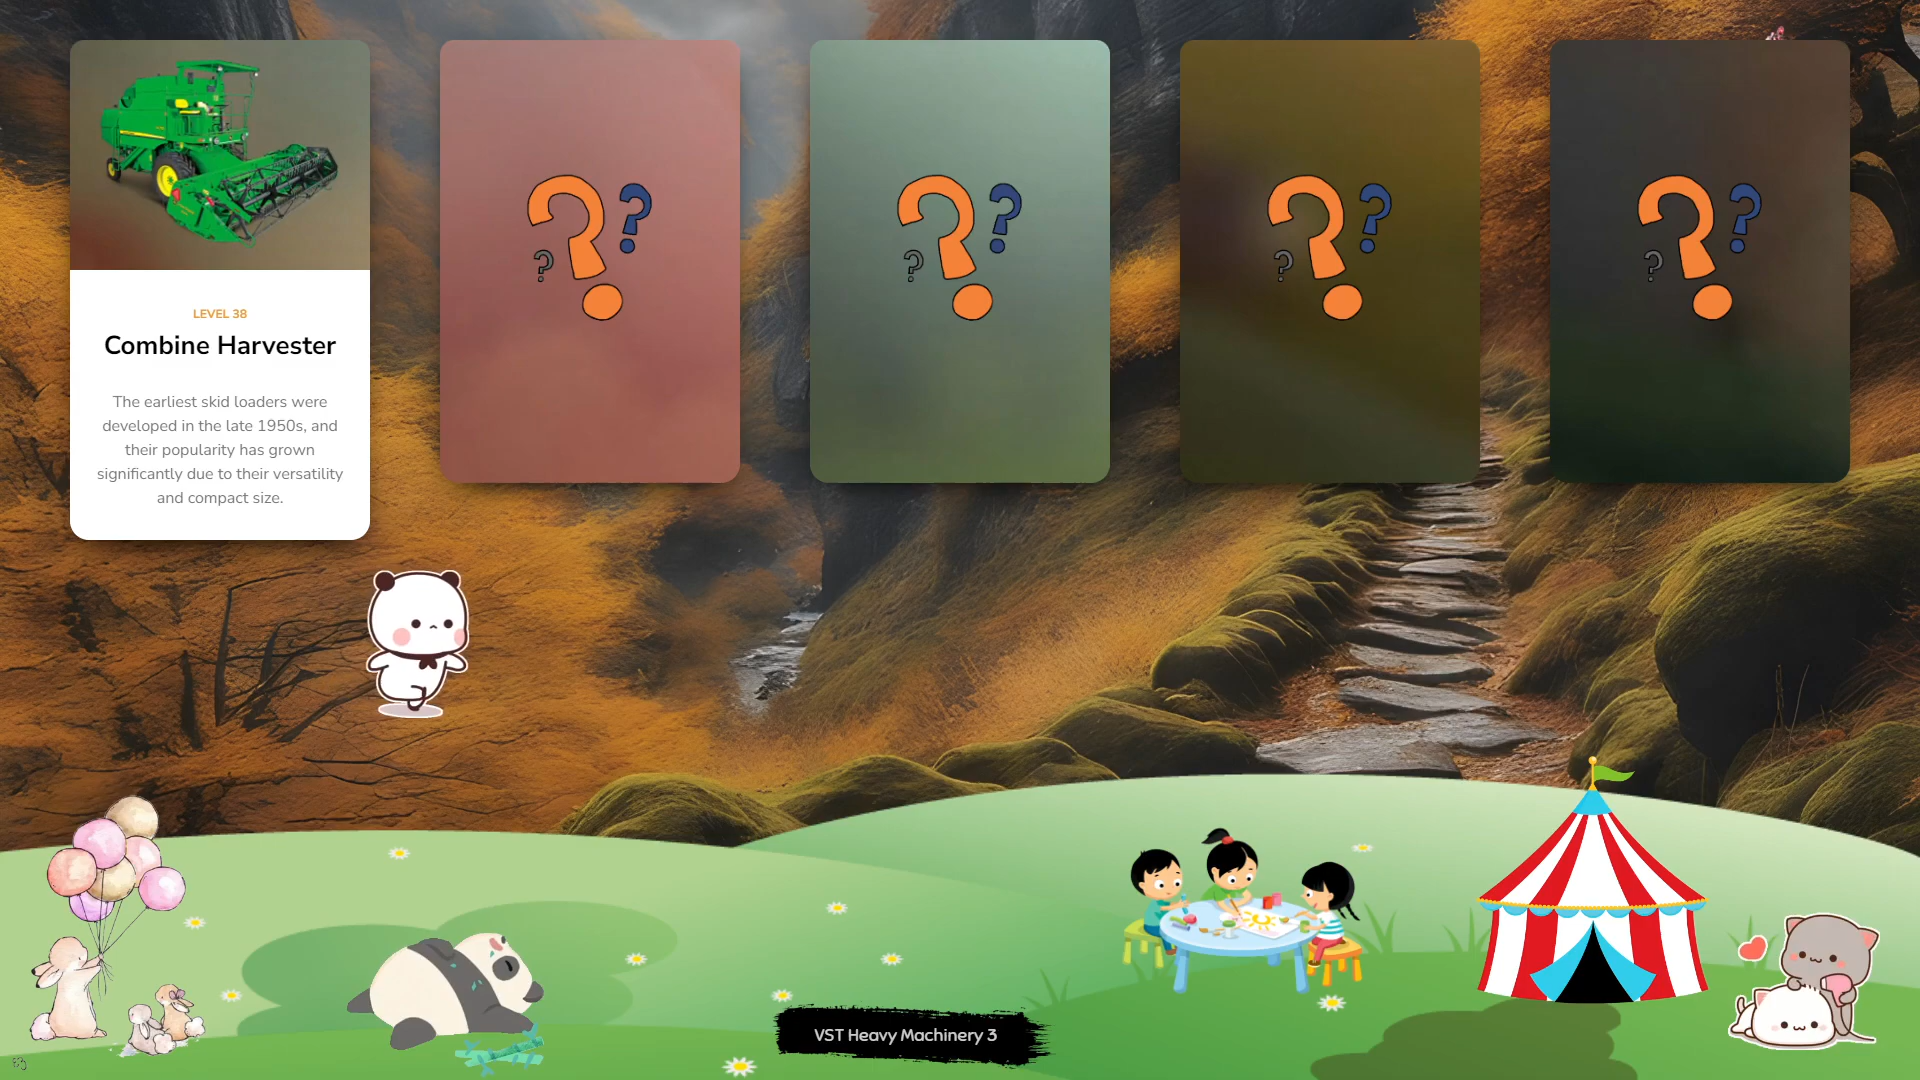 LEVEL 38
Combine Harvester
The earliest skid loaders were
developed in the late 1950s, and
their popularity has grown
significantly due to their versatility
and compact size.
? ? ?
? ? ?
? ? ?
? ? ?
VST Heavy Machinery 3